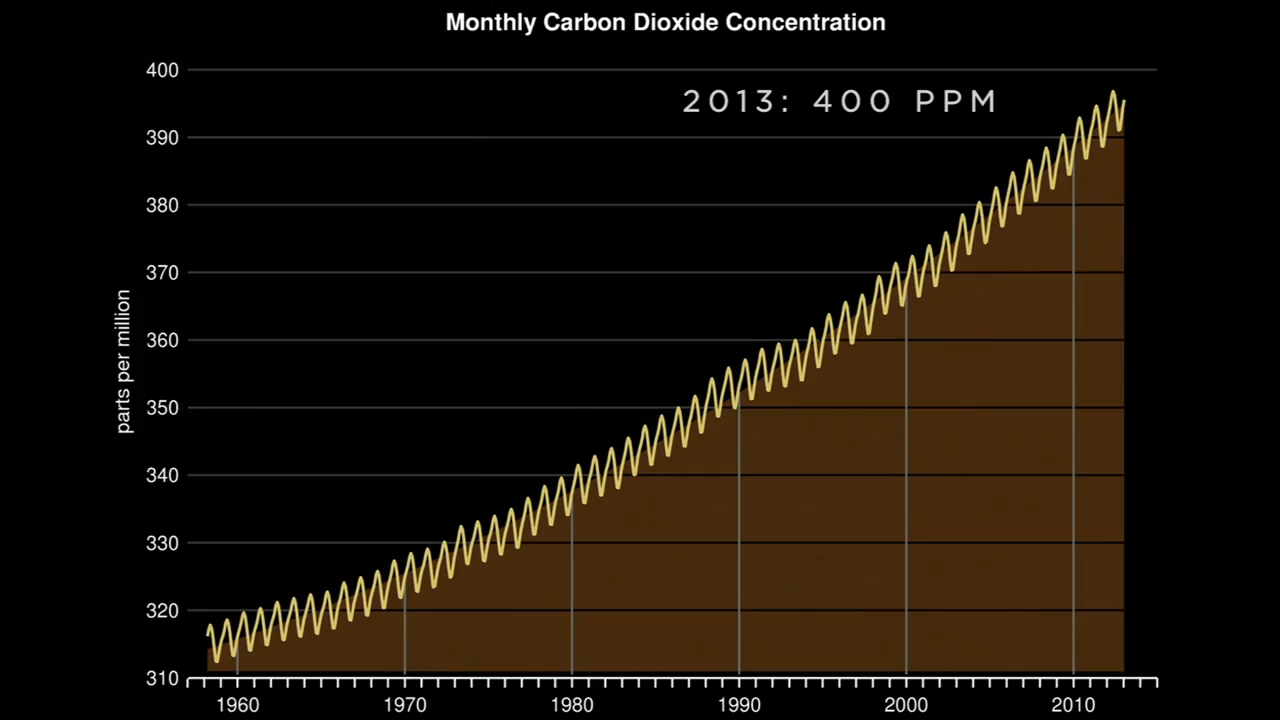 Monthly Carbon Dioxide Concentration
2013: 400 PPM
parts per million
400
390
380
370
360
350
340
330
320
310
1960 1970 1980 1990 2000 2010